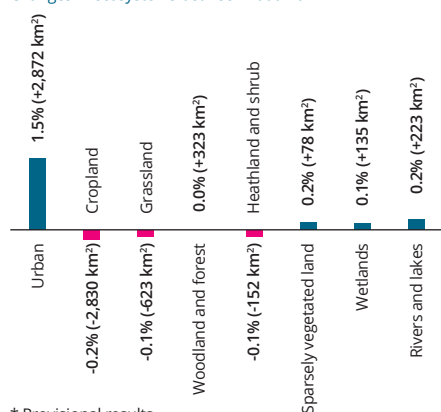 1.5% (+2,872 km²)
Urban
Cropland
-0.2% (-2,830 km²)
Grassland
-0.1% (-623 km²)
0.0% (+323 km²)
Woodland and forest
Heathland and shrub
-0.1% (-152 km²)
0.2% (+78 km²)
Sparsely vegetated land
0.1% (+135 km²)
Wetlands
0.2% (+223 km²)
Rivers and lakes
* Provisional results